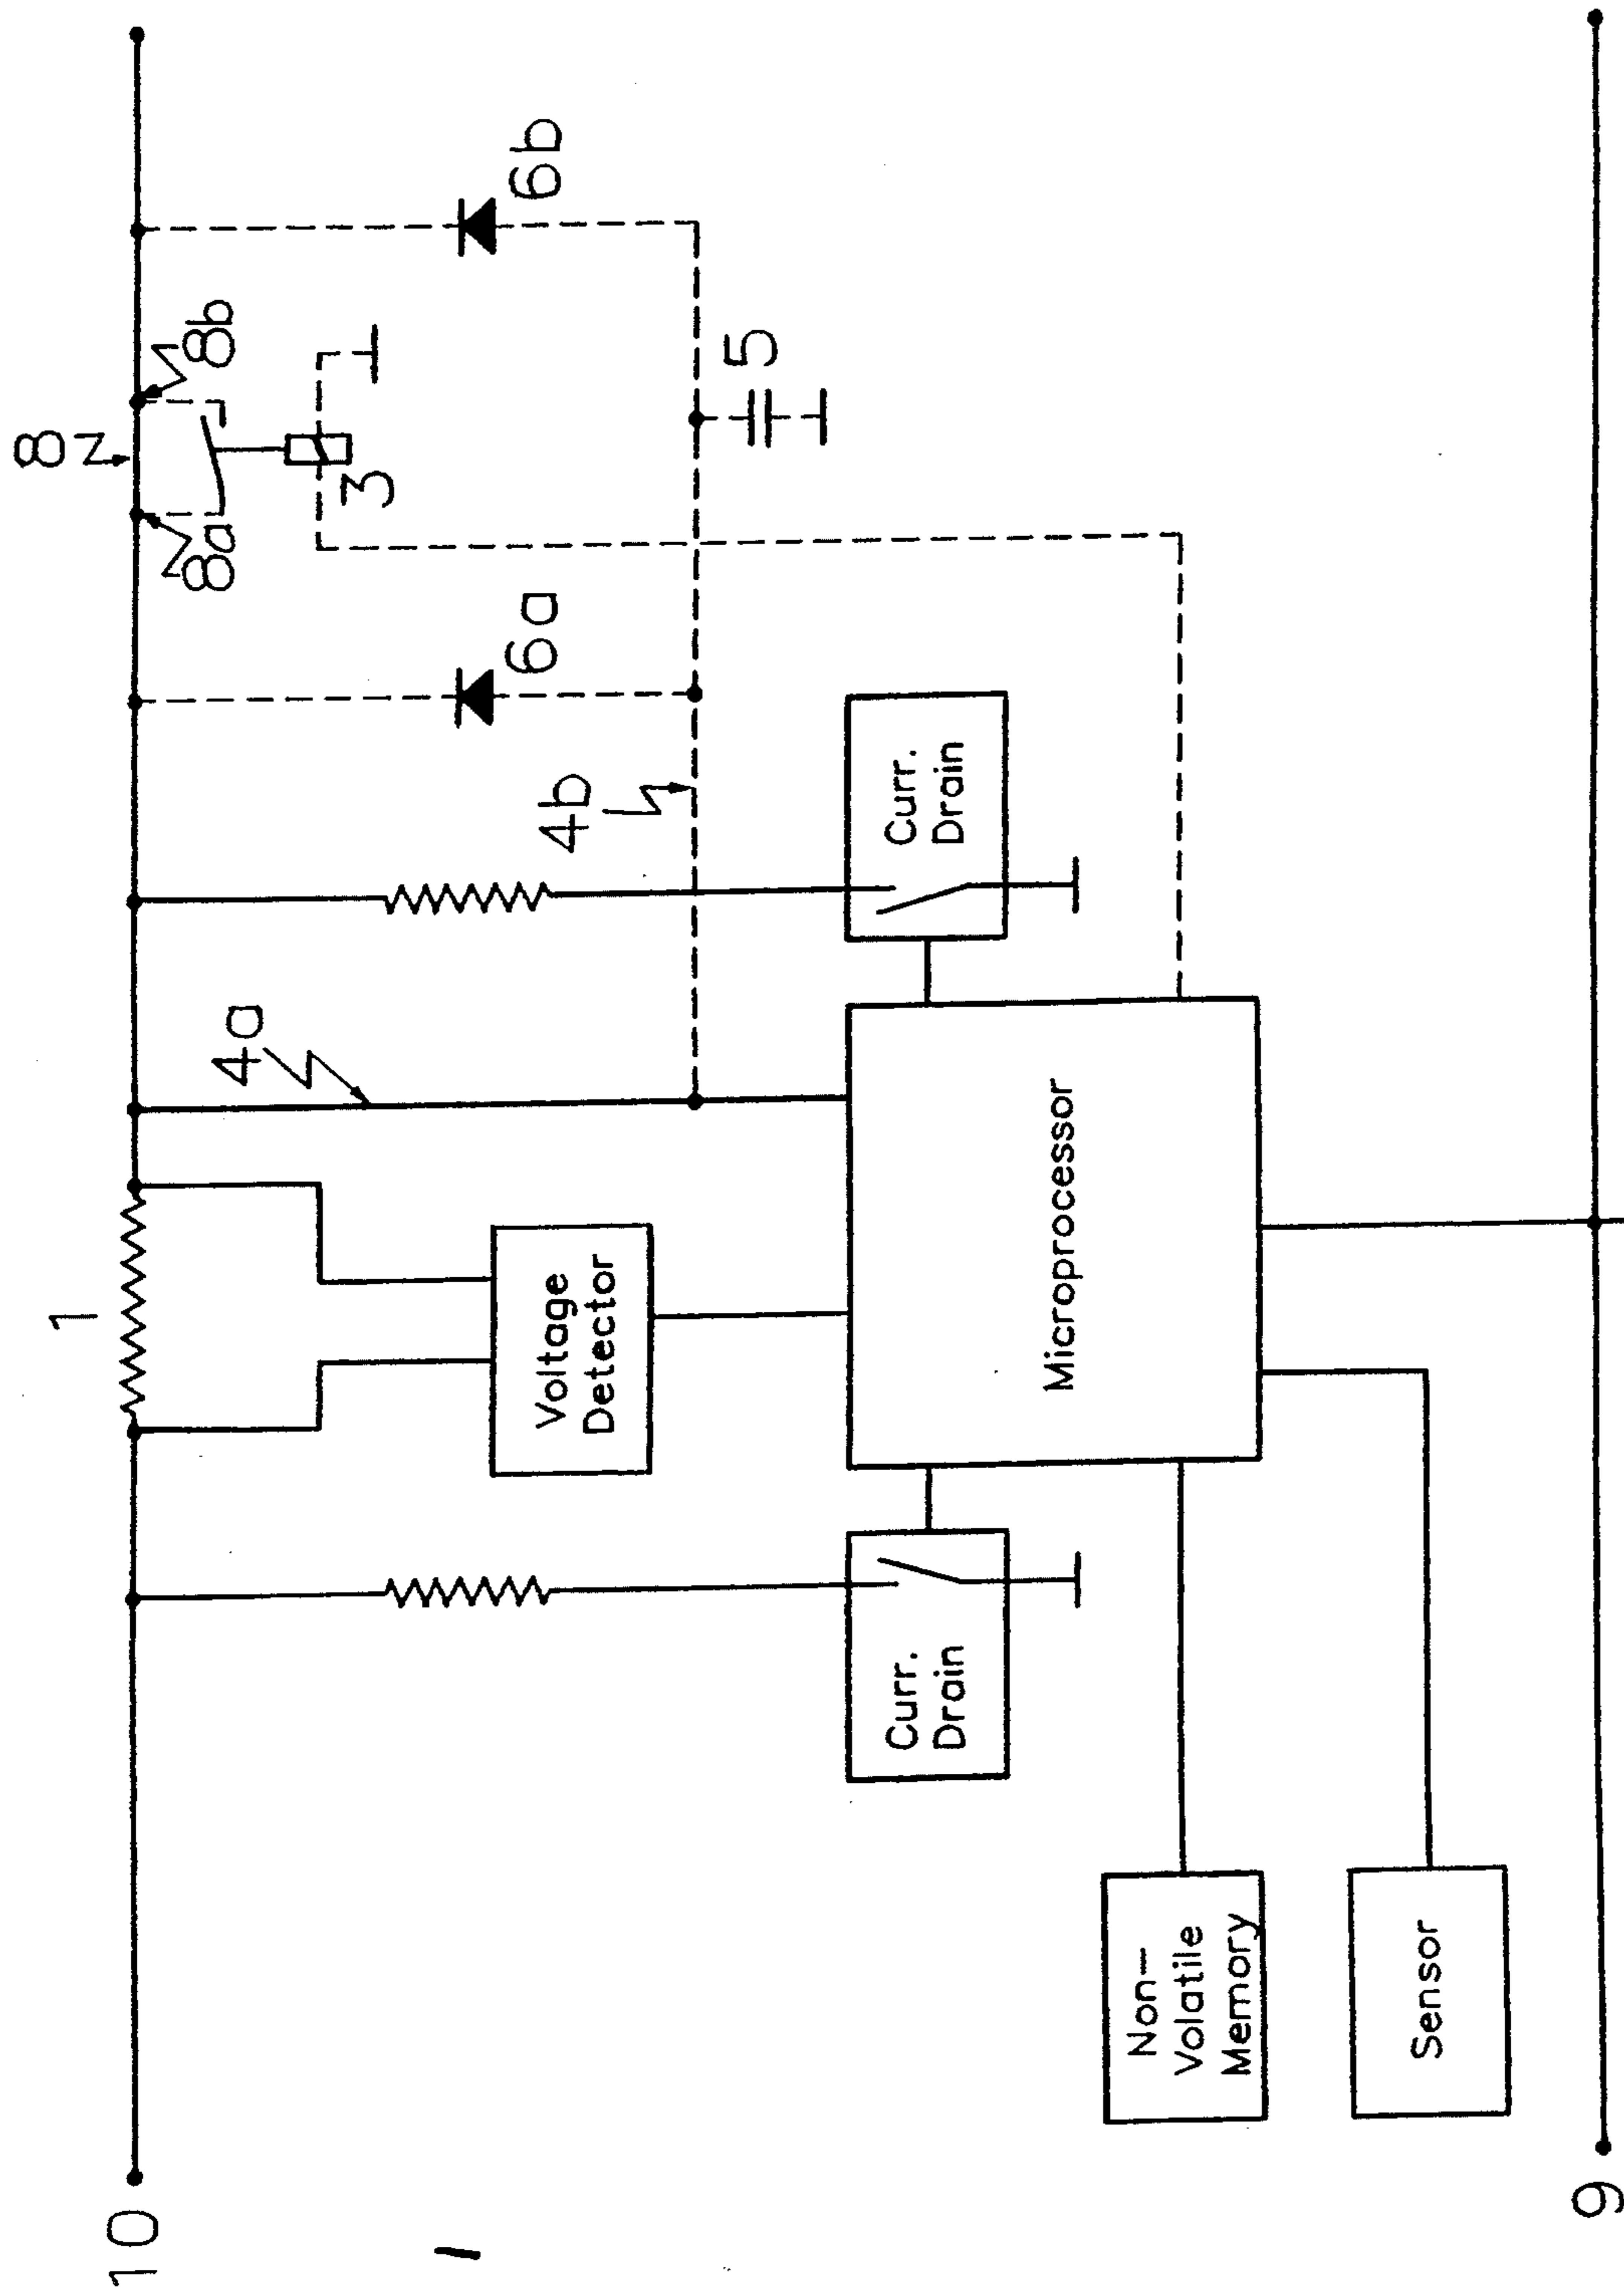 10
1
4a
4b
6a
8
8a
8b
3
6b
5
Voltage
Detector
Curr.
Drain
Microprocessor
Curr.
Drain
Non-
Volatile
Memory
Sensor
9